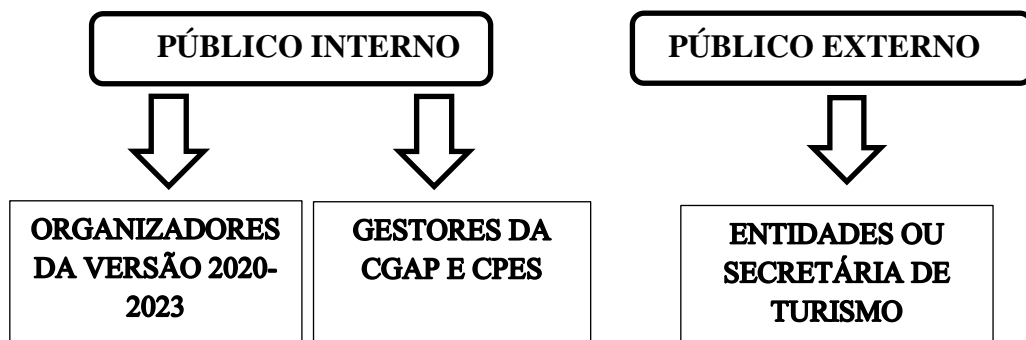 PÚBLICO INTERNO
PÚBLICO EXTERNO
ORGANIZADORES
DA VERSÃO 2020-
2023
GESTORES DA
CGAP E CPES
ENTIDADES OU
SECRETÁRIA DE
TURISMO